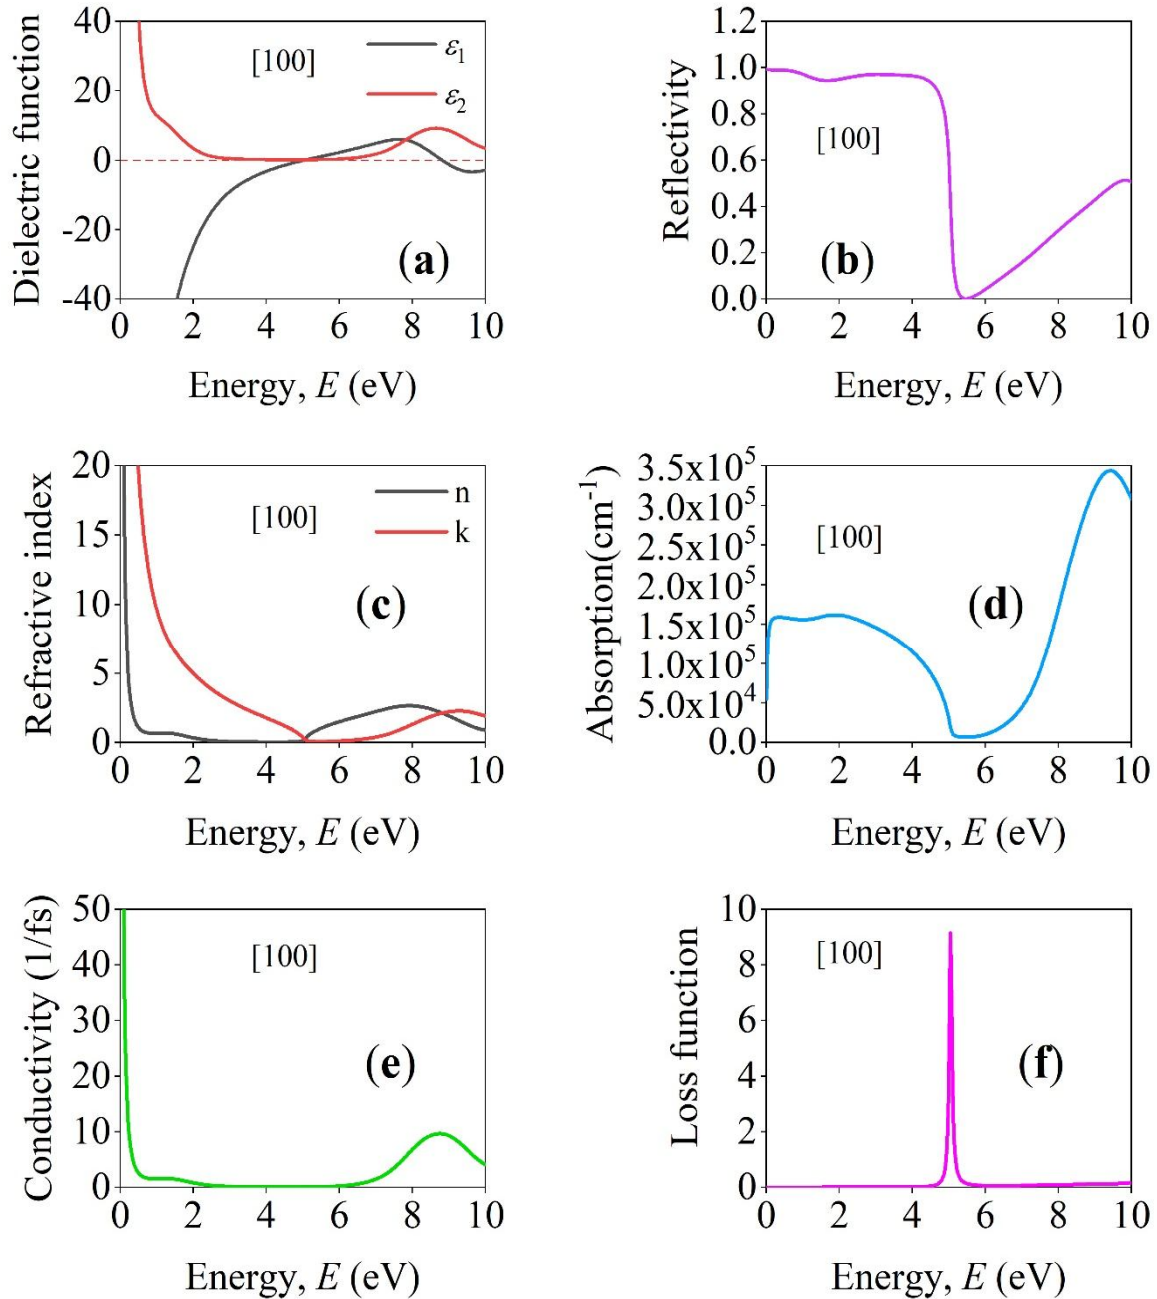 Dielectric function
40
20
0
-20
-40
[100]
ε1
ε2
(a)
0 2 4 6 8 10
Energy, E (eV)
Reflectivity
1.2
1.0
0.8
0.6
0.4
0.2
0.0
[100]
(b)
0 2 4 6 8 10
Energy, E (eV)
Refractive index
20
15
10
5
0
[100]
n
k
(c)
0 2 4 6 8 10
Energy, E (eV)
Absorption(cm⁻¹)
3.5x10⁵
3.0x10⁵
2.5x10⁵
2.0x10⁵
1.5x10⁵
1.0x10⁵
5.0x10⁴
0.0
[100]
(d)
0 2 4 6 8 10
Energy, E (eV)
Conductivity (1/fs)
50
40
30
20
10
0
[100]
(e)
0 2 4 6 8 10
Energy, E (eV)
Loss function
10
8
6
4
2
0
[100]
(f)
0 2 4 6 8 10
Energy, E (eV)